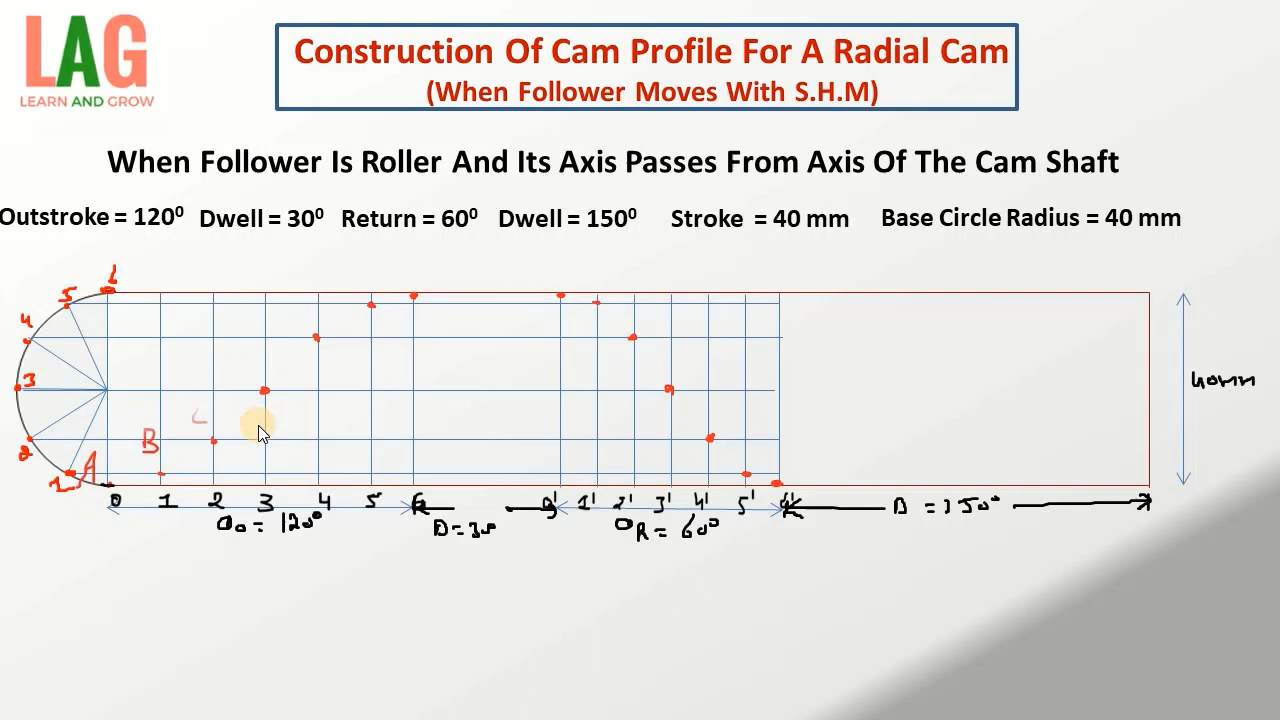 LAG
LEARN AND GROW
Construction Of Cam Profile For A Radial Cam
(When Follower Moves With S.H.M)
When Follower Is Roller And Its Axis Passes From Axis Of The Cam Shaft
Outstroke = 120⁰ Dwell = 30⁰ Return = 60⁰ Dwell = 150⁰ Stroke = 40 mm Base Circle Radius = 40 mm
6
5
4
3
2
1
A
B
C
40mm
0 1 2 3 4 5 6 0' 1' 2' 3' 4' 5' D = 150°
= 120° D = 30° R = 60°